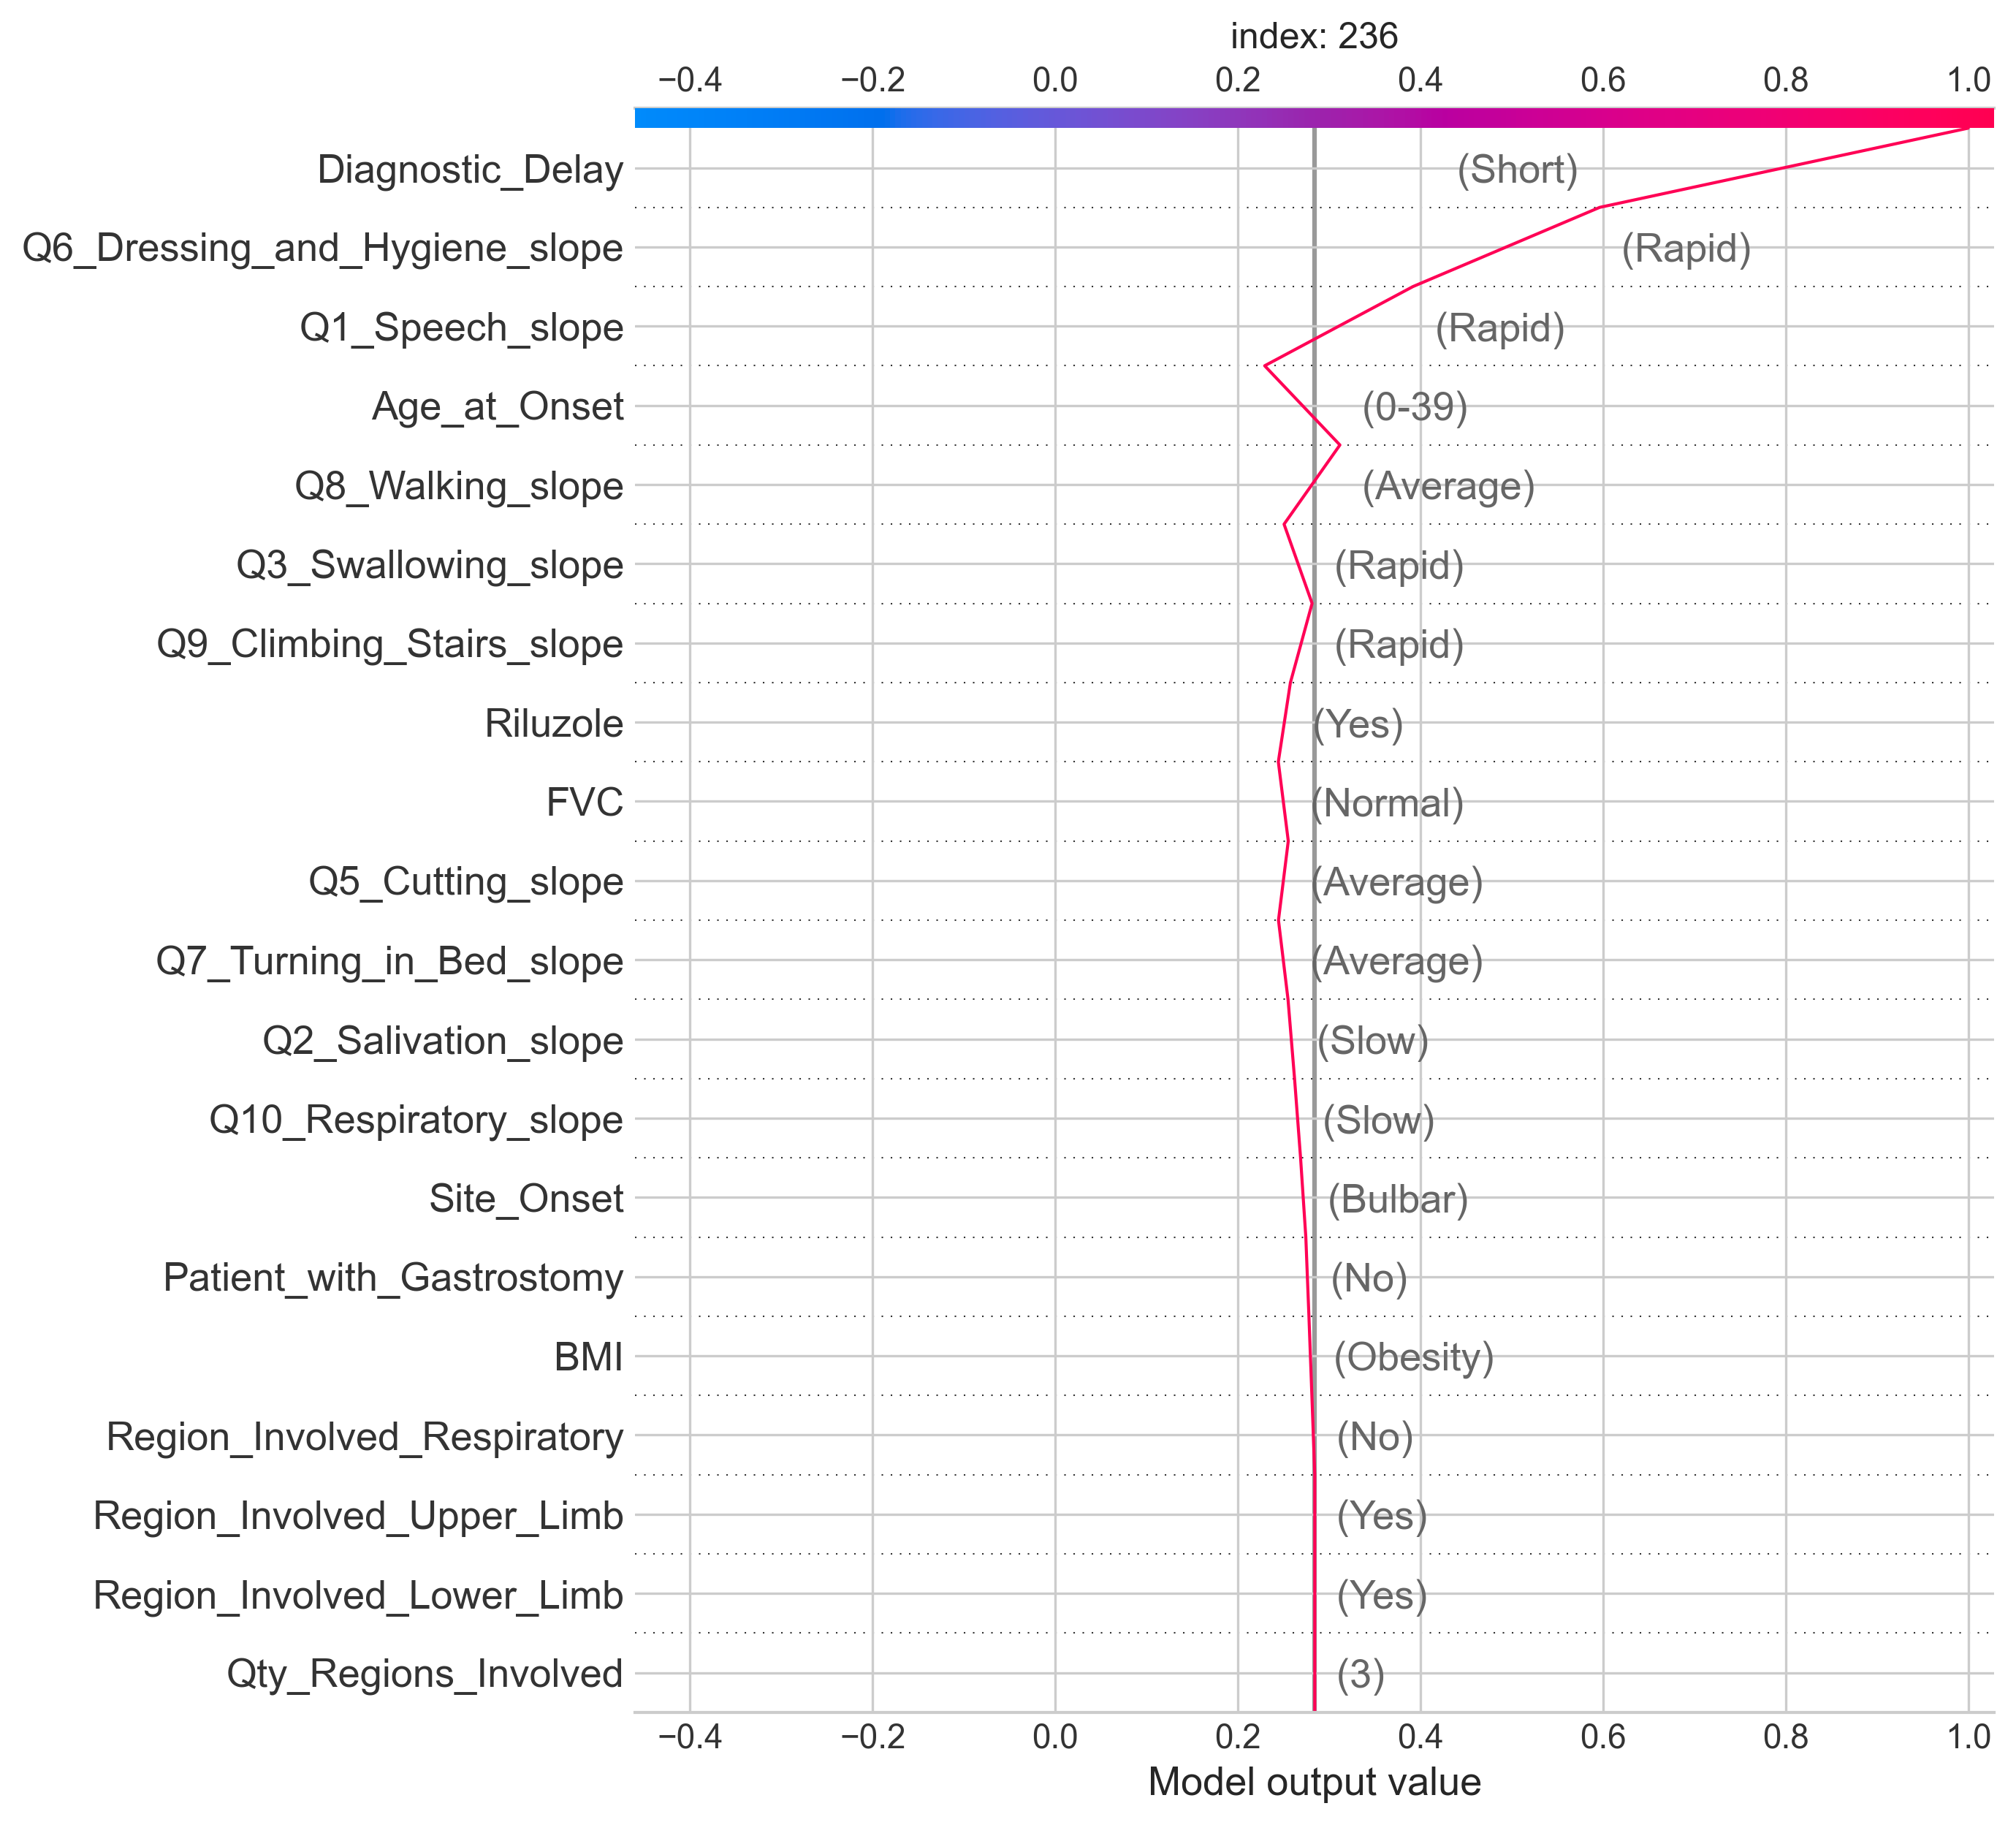 index: 236
−0.4 −0.2 0.0 0.2 0.4 0.6 0.8 1.0
Diagnostic_Delay (Short)
Q6_Dressing_and_Hygiene_slope (Rapid)
Q1_Speech_slope (Rapid)
Age_at_Onset (0-39)
Q8_Walking_slope (Average)
Q3_Swallowing_slope (Rapid)
Q9_Climbing_Stairs_slope (Rapid)
Riluzole (Yes)
FVC (Normal)
Q5_Cutting_slope (Average)
Q7_Turning_in_Bed_slope (Average)
Q2_Salivation_slope (Slow)
Q10_Respiratory_slope (Slow)
Site_Onset (Bulbar)
Patient_with_Gastrostomy (No)
BMI (Obesity)
Region_Involved_Respiratory (No)
Region_Involved_Upper_Limb (Yes)
Region_Involved_Lower_Limb (Yes)
Qty_Regions_Involved (3)
−0.4 −0.2 0.0 0.2 0.4 0.6 0.8 1.0
Model output value